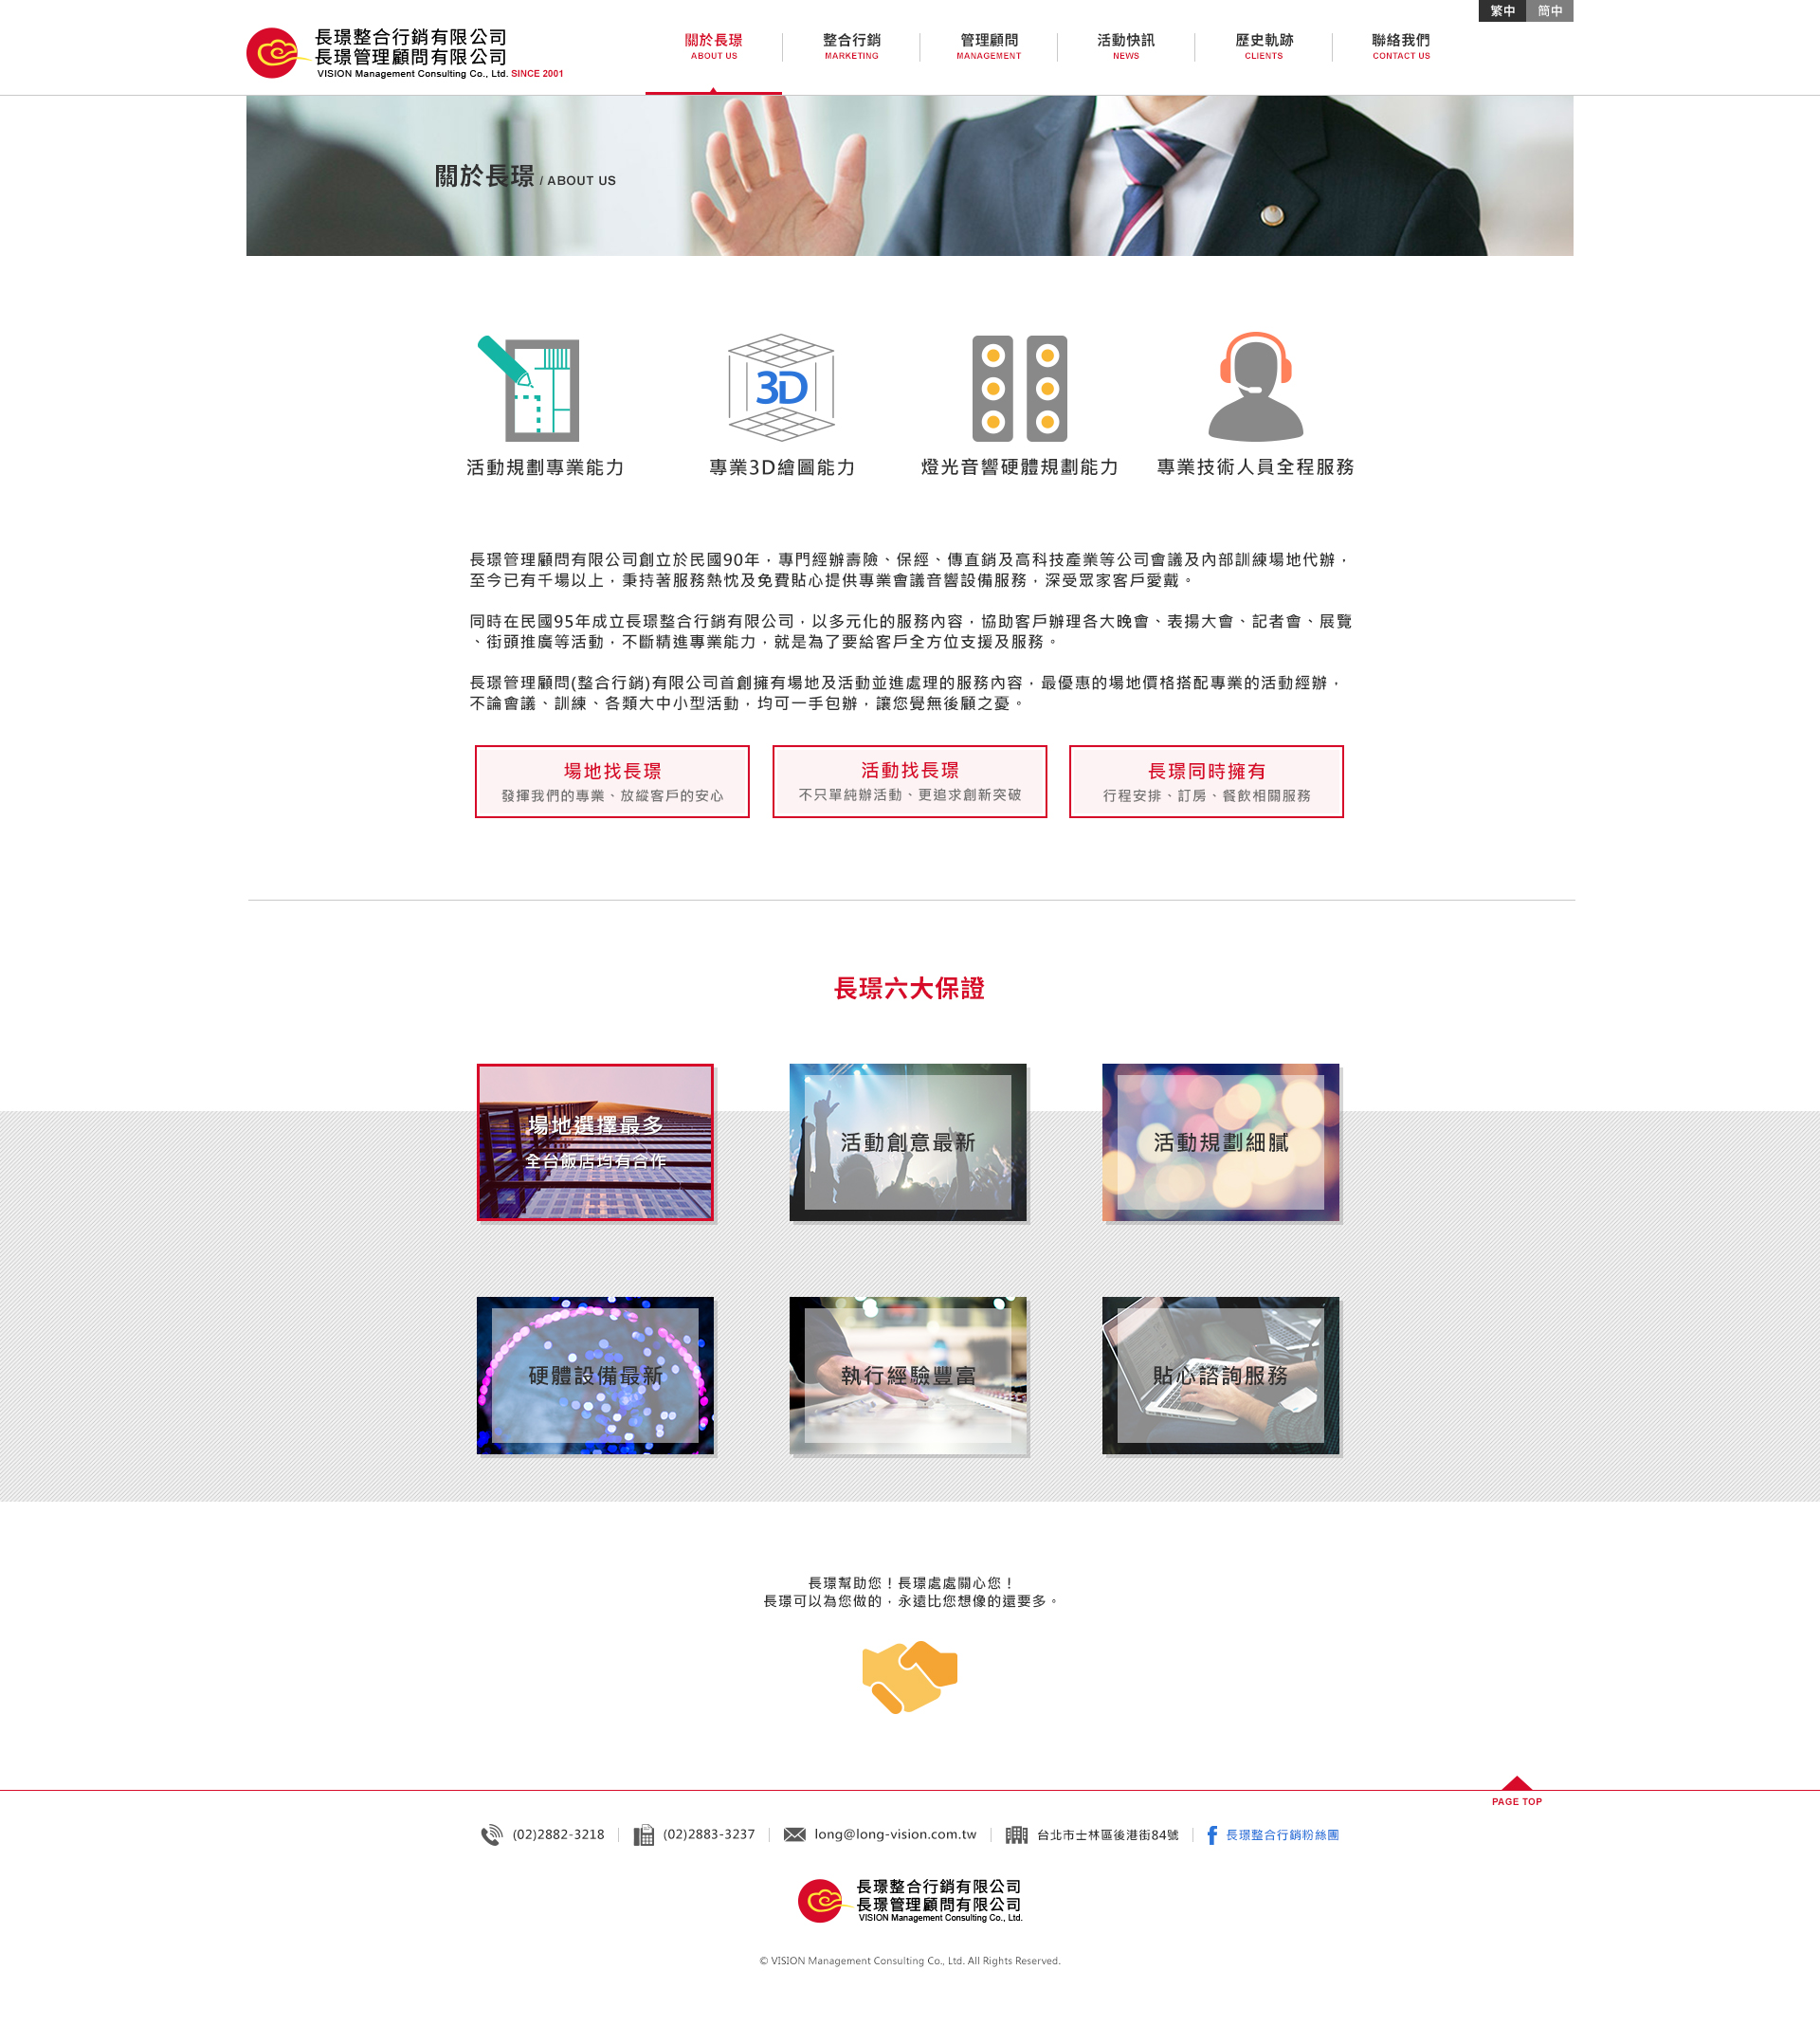 繁中 簡中
長璟整合行銷有限公司
長璟管理顧問有限公司
VISION Management Consulting Co., Ltd. SINCE 2001
關於長璟 整合行銷 管理顧問 活動快訊 歷史軌跡 聯絡我們
ABOUT US MARKETING MANAGEMENT NEWS CLIENTS CONTACT US
關於長璟 / ABOUT US
3D
活動規劃專業能力 專業3D繪圖能力 燈光音響硬體規劃能力 專業技術人員全程服務
長璟管理顧問有限公司創立於民國90年，專門經辦壽險、保經、傳直銷及高科技產業等公司會議及內部訓練場地代辦，
至今已有千場以上，秉持著服務熱忱及免費貼心提供專業會議音響設備服務，深受眾家客戶愛戴。
同時在民國95年成立長璟整合行銷有限公司，以多元化的服務內容，協助客戶辦理各大晚會、表揚大會、記者會、展覽
、街頭推廣等活動，不斷精進專業能力，就是為了要給客戶全方位支援及服務。
長璟管理顧問(整合行銷)有限公司首創擁有場地及活動並進處理的服務內容，最優惠的場地價格搭配專業的活動經辦，
不論會議、訓練、各類大中小型活動，均可一手包辦，讓您覺無後顧之憂。
場地找長璟 活動找長璟 長璟同時擁有
發揮我們的專業、放縱客戶的安心 不只單純辦活動、更追求創新突破 行程安排、訂房、餐飲相關服務
長璟六大保證
場地選擇最多
全台飯店均有合作
活動創意最新
活動規劃細膩
硬體設備最新
執行經驗豐富
貼心諮詢服務
長璟幫助您！長璟處處關心您！
長璟可以為您做的，永遠比您想像的還要多。
PAGE TOP
(02)2882-3218 (02)2883-3237 long@long-vision.com.tw 台北市士林區後港街84號 長璟整合行銷粉絲團
長璟整合行銷有限公司
長璟管理顧問有限公司
VISION Management Consulting Co., Ltd.
© VISION Management Consulting Co., Ltd. All Rights Reserved.